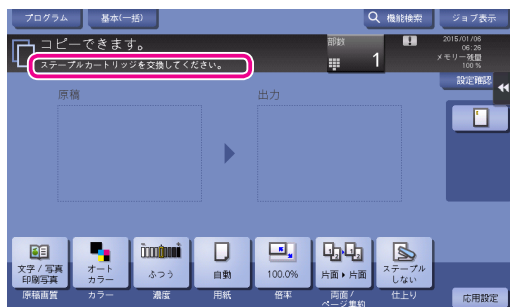 プログラム
基本(一括)
機能検索
ジョブ表示
コピーできます。
ステープルカートリッジを交換してください。
部数
1
2015/01/06
06:26
メモリー残量
100 %
設定確認
原稿
出力
文字 / 写真
印刷写真
オート
カラー
ふつう
自動
100.0%
片面 ▸ 片面
ステープル
しない
原稿画質
カラー
濃度
用紙
倍率
両面 /
ページ集約
仕上り
応用設定